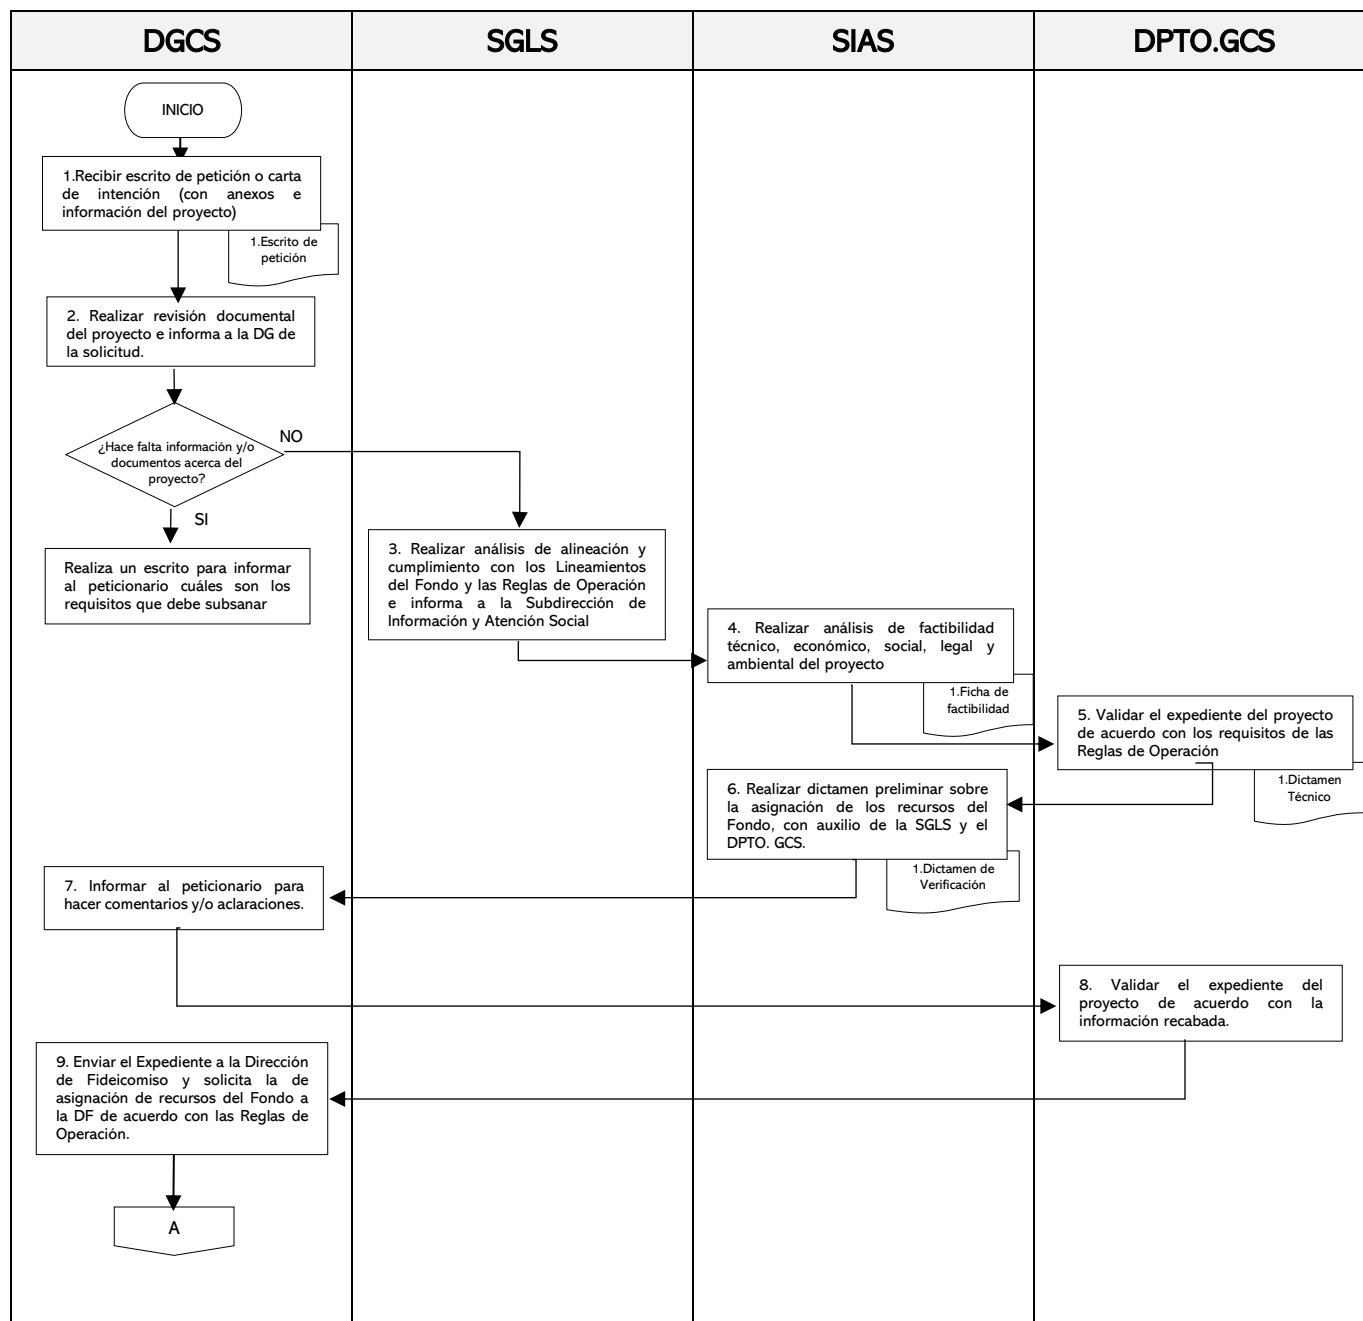 DGCS
SGLS
SIAS
DPTO.GCS
INICIO
1.Recibir escrito de petición o carta
de intención (con anexos e
información del proyecto)
1.Escrito de
petición
2. Realizar revisión documental
del proyecto e informa a la DG de
la solicitud.
¿Hace falta información y/o
documentos acerca del
proyecto?
NO
SI
Realiza un escrito para informar
al peticionario cuáles son los
requisitos que debe subsanar
3. Realizar análisis de alineación y
cumplimiento con los Lineamientos
del Fondo y las Reglas de Operación
e informa a la Subdirección de
Información y Atención Social
4. Realizar análisis de factibilidad
técnico, económico, social, legal y
ambiental del proyecto
1.Ficha de
factibilidad
5. Validar el expediente del proyecto
de acuerdo con los requisitos de las
Reglas de Operación
1.Dictamen
Técnico
6. Realizar dictamen preliminar sobre
la asignación de los recursos del
Fondo, con auxilio de la SGLS y el
DPTO. GCS.
1.Dictamen de
Verificación
7. Informar al peticionario para
hacer comentarios y/o aclaraciones.
8. Validar el expediente del
proyecto de acuerdo con la
información recabada.
9. Enviar el Expediente a la Dirección
de Fideicomiso y solicita la de
asignación de recursos del Fondo a
la DF de acuerdo con las Reglas de
Operación.
A